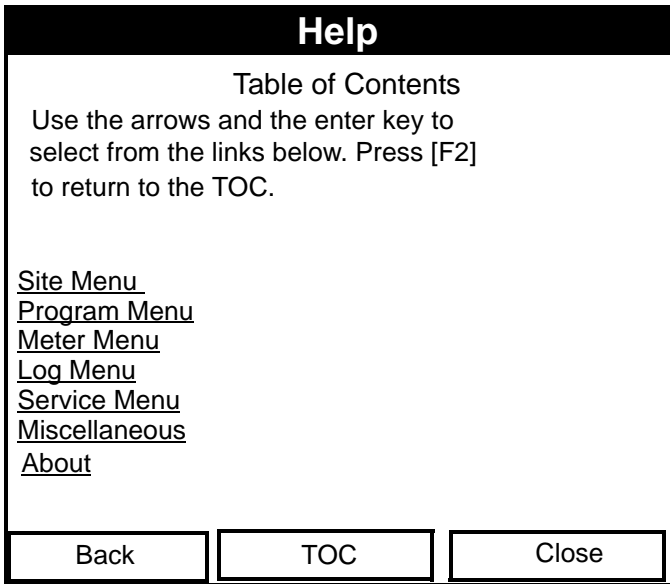 Help
Table of Contents
Use the arrows and the enter key to
select from the links below. Press [F2]
to return to the TOC.
Site Menu
Program Menu
Meter Menu
Log Menu
Service Menu
Miscellaneous
About
Back TOC Close